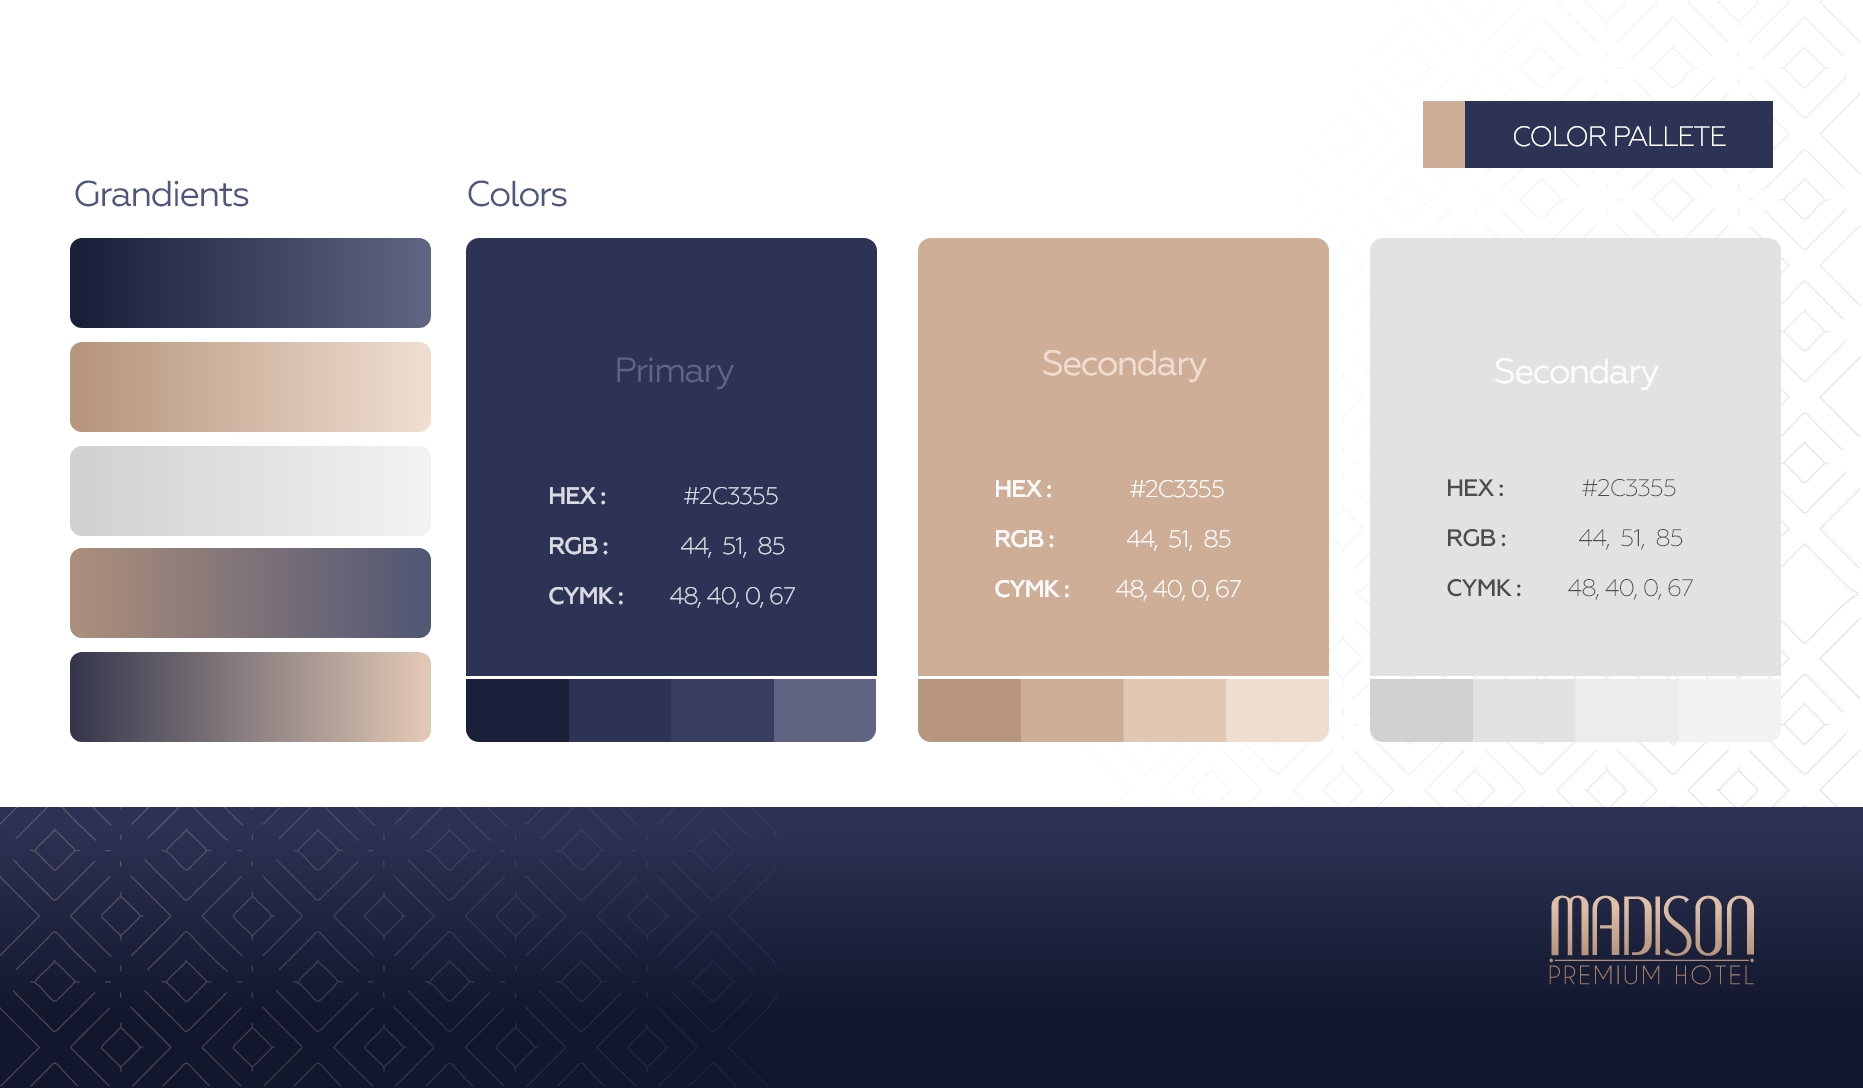 COLOR PALLETE
Grandients
Colors
Primary
HEX : #2C3355
RGB : 44, 51, 85
CYMK : 48, 40, 0, 67
Secondary
HEX : #2C3355
RGB : 44, 51, 85
CYMK : 48, 40, 0, 67
Secondary
HEX : #2C3355
RGB : 44, 51, 85
CYMK : 48, 40, 0, 67
MADISON
PREMIUM HOTEL